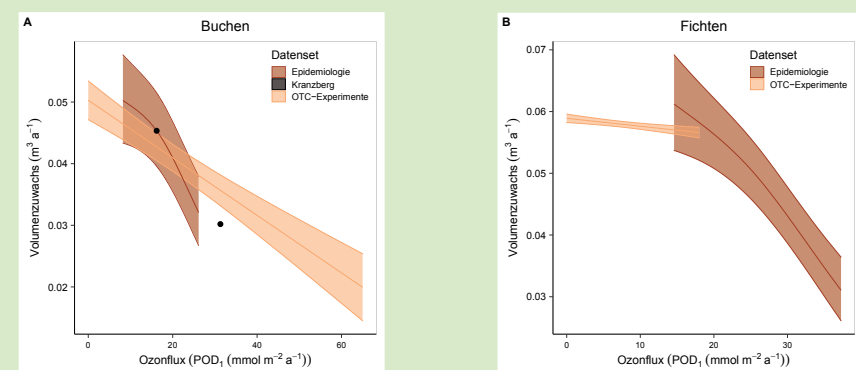 A
Buchen
Datenset
Epidemiologie
Kranzberg
OTC−Experimente
Volumenzuwachs (m³ a⁻¹)
0.05
0.04
0.03
0.02
0
20
40
60
Ozonflux (POD₁ (mmol m⁻² a⁻¹))
B
Fichten
Datenset
Epidemiologie
OTC−Experimente
Volumenzuwachs (m³ a⁻¹)
0.07
0.06
0.05
0.04
0.03
0
10
20
30
Ozonflux (POD₁ (mmol m⁻² a⁻¹))